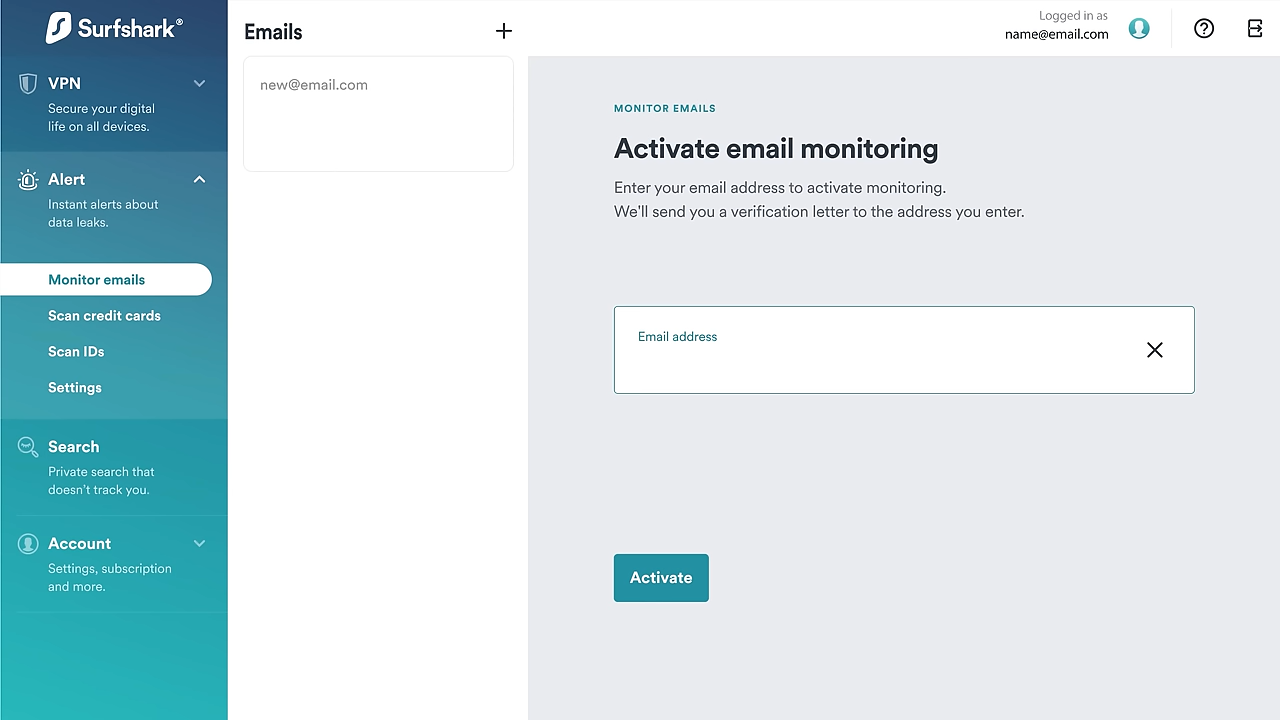 Surfshark®
VPN
Secure your digital
life on all devices.
Alert
Instant alerts about
data leaks.
Monitor emails
Scan credit cards
Scan IDs
Settings
Search
Private search that
doesn't track you.
Account
Settings, subscription
and more.
Emails
new@email.com
Logged in as
name@email.com
MONITOR EMAILS
Activate email monitoring
Enter your email address to activate monitoring.
We'll send you a verification letter to the address you enter.
Email address
Activate